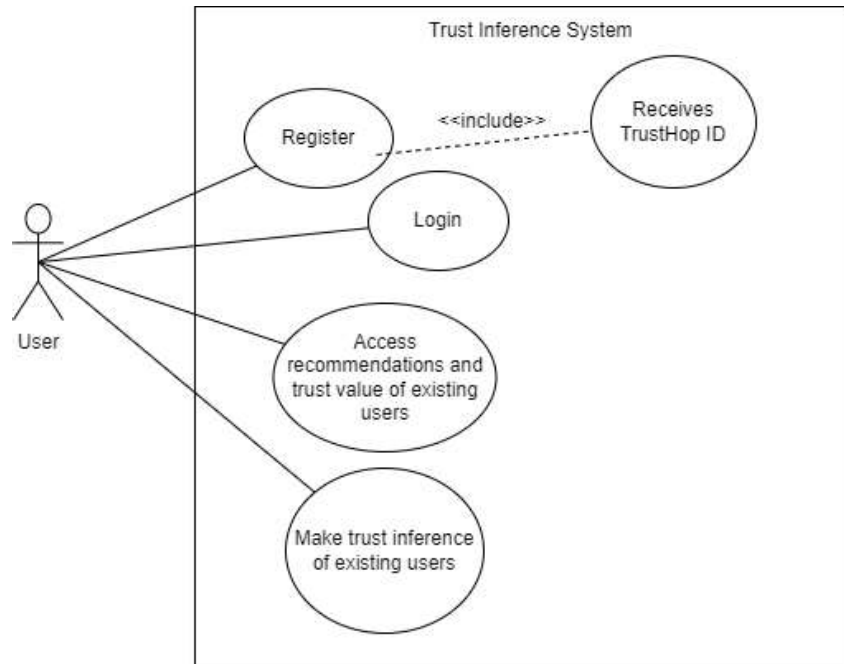 Trust Inference System
Register
<<include>>
Receives
TrustHop ID
Login
User
Access
recommendations and
trust value of existing
users
Make trust inference
of existing users